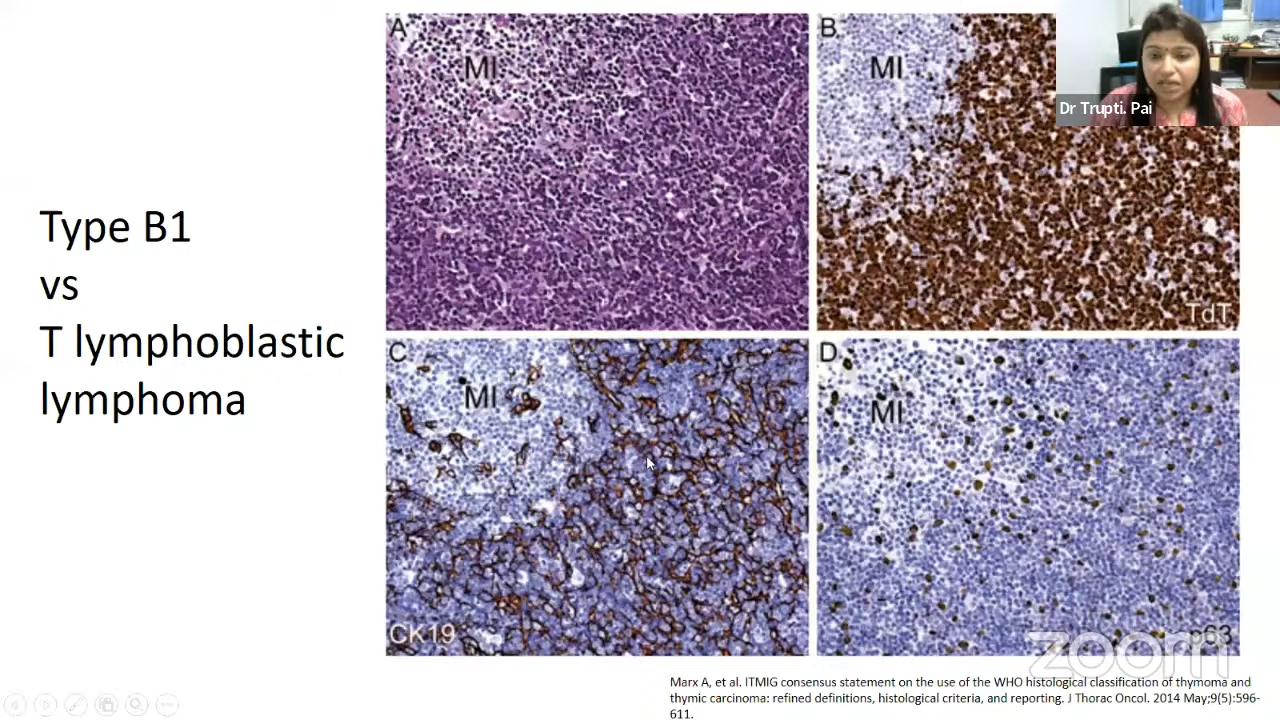 Type B1
vs
T lymphoblastic
lymphoma
A
MI
B
MI
TdT
C
MI
CK19
D
MI
p63
Dr Trupti. Pai
zoom
Marx A, et al. ITMIG consensus statement on the use of the WHO histological classification of thymoma and
thymic carcinoma: refined definitions, histological criteria, and reporting. J Thorac Oncol. 2014 May;9(5):596-
611.